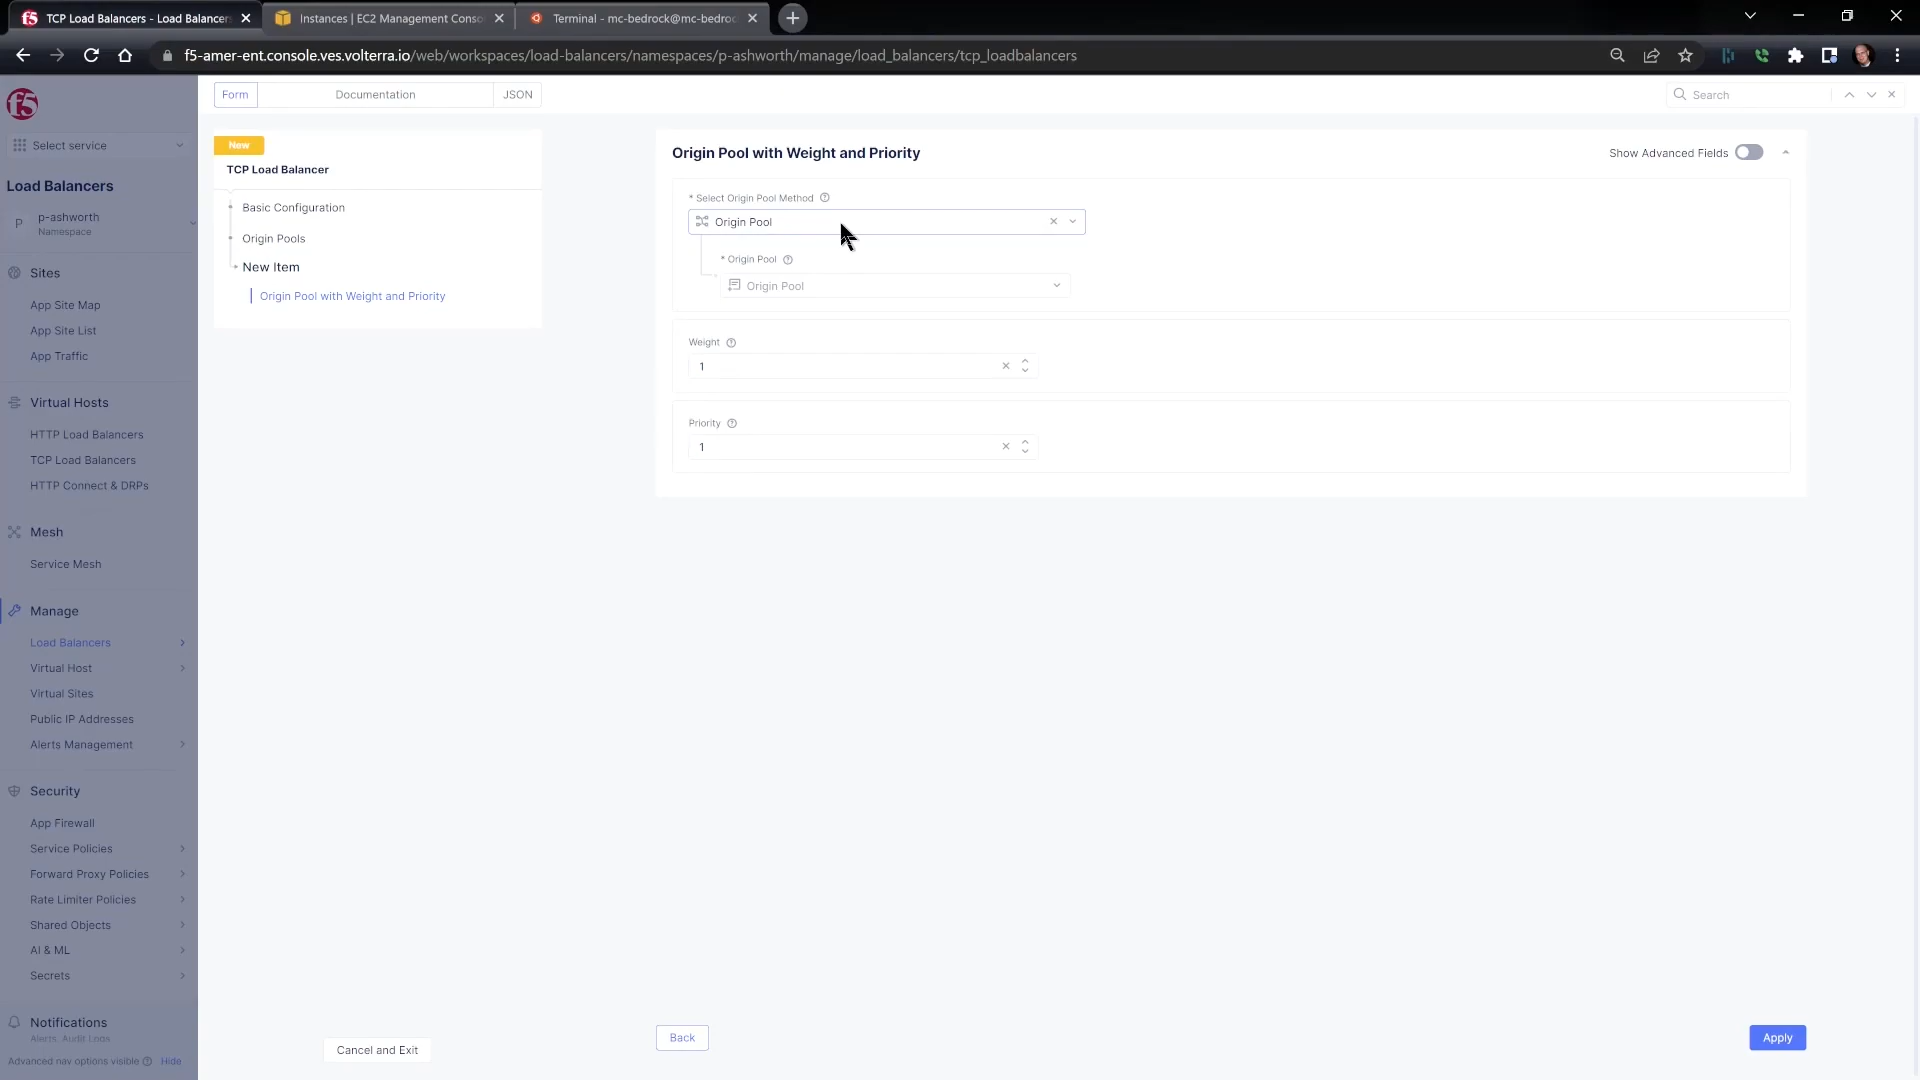 TCP Load Balancers - Load Balancers
Instances | EC2 Management Conso
Terminal - mc-bedrock@mc-bedroc
f5-amer-ent.console.ves.volterra.io/web/workspaces/load-balancers/namespaces/p-ashworth/manage/load_balancers/tcp_loadbalancers
f5
Form
Documentation
JSON
Search
Select service
Load Balancers
P
p-ashworth
Namespace
Sites
App Site Map
App Site List
App Traffic
Virtual Hosts
HTTP Load Balancers
TCP Load Balancers
HTTP Connect & DRPs
Mesh
Service Mesh
Manage
Load Balancers
Virtual Host
Virtual Sites
Public IP Addresses
Alerts Management
Security
App Firewall
Service Policies
Forward Proxy Policies
Rate Limiter Policies
Shared Objects
AI & ML
Secrets
Notifications
Alerts, Audit Logs
Advanced nav options visible
Hide
New
TCP Load Balancer
Basic Configuration
Origin Pools
New Item
Origin Pool with Weight and Priority
Cancel and Exit
Origin Pool with Weight and Priority
Show Advanced Fields
* Select Origin Pool Method
Origin Pool
* Origin Pool
Origin Pool
Weight
1
Priority
1
Back
Apply